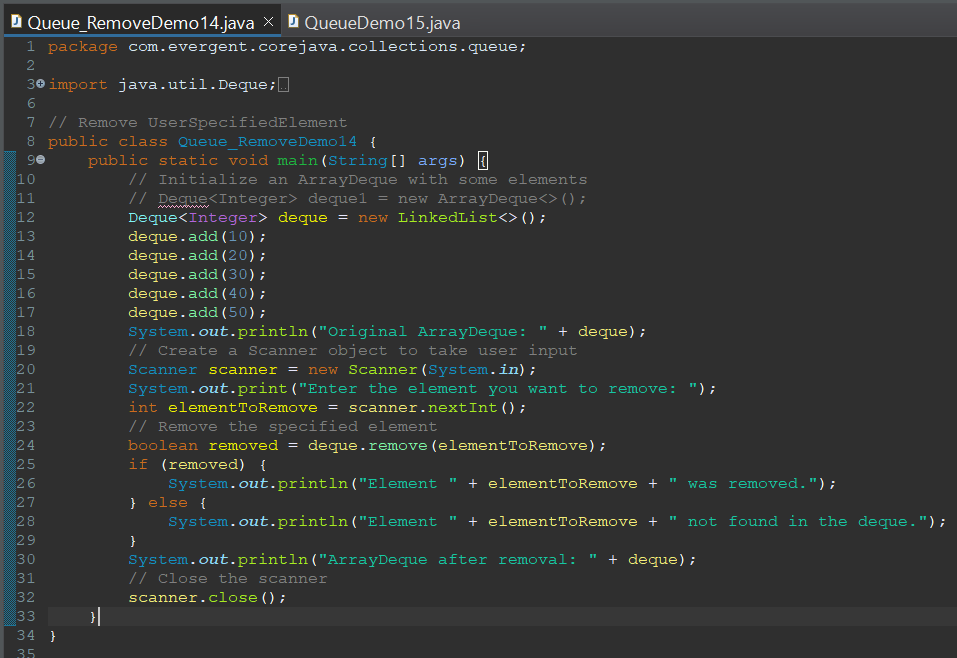 Queue_RemoveDemo14.java QueueDemo15.java
1 package com.evergent.corejava.collections.queue;
2
3 import java.util.Deque;
6
7 // Remove UserSpecifiedElement
8 public class Queue_RemoveDemo14 {
9     public static void main(String[] args) {
10         // Initialize an ArrayDeque with some elements
11         // Deque<Integer> deque1 = new ArrayDeque<>();
12         Deque<Integer> deque = new LinkedList<>();
13         deque.add(10);
14         deque.add(20);
15         deque.add(30);
16         deque.add(40);
17         deque.add(50);
18         System.out.println("Original ArrayDeque: " + deque);
19         // Create a Scanner object to take user input
20         Scanner scanner = new Scanner(System.in);
21         System.out.print("Enter the element you want to remove: ");
22         int elementToRemove = scanner.nextInt();
23         // Remove the specified element
24         boolean removed = deque.remove(elementToRemove);
25         if (removed) {
26             System.out.println("Element " + elementToRemove + " was removed.");
27         } else {
28             System.out.println("Element " + elementToRemove + " not found in the deque.");
29         }
30         System.out.println("ArrayDeque after removal: " + deque);
31         // Close the scanner
32         scanner.close();
33     }
34 }
35